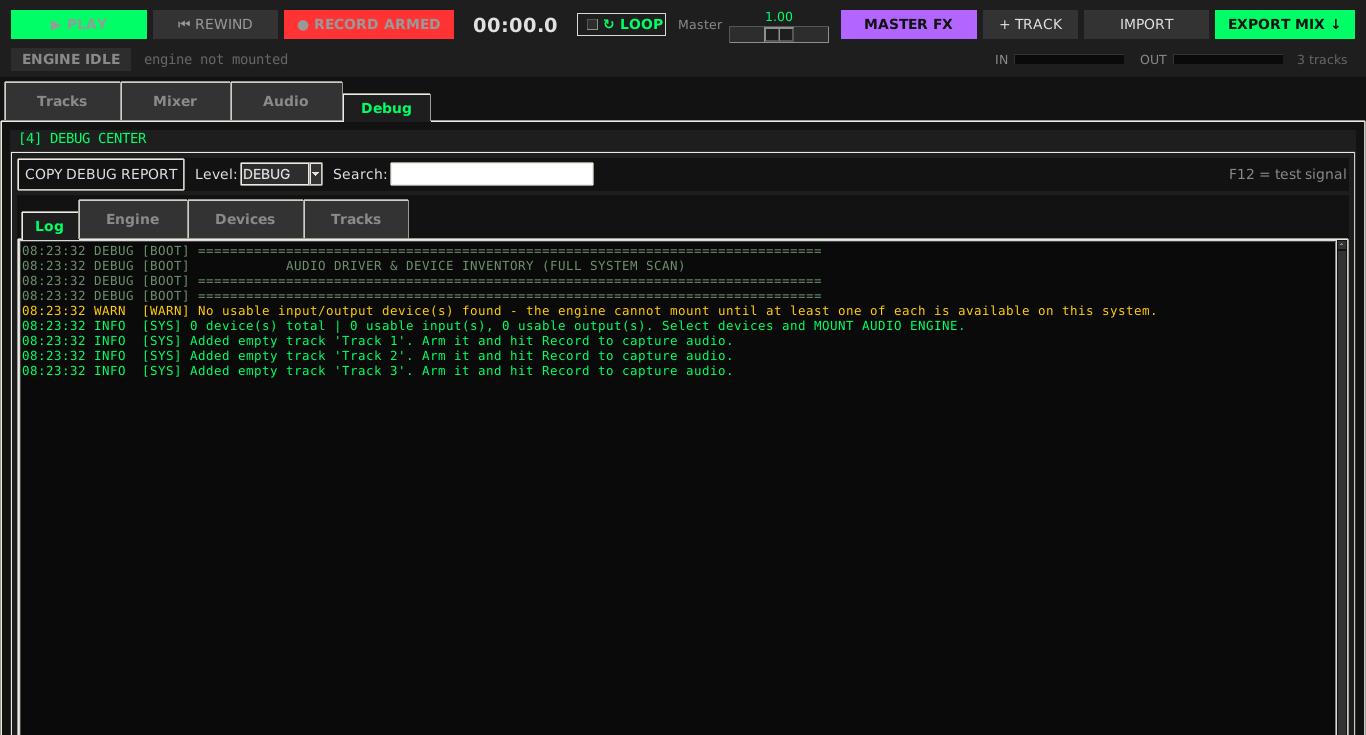 ▶ PLAY ⏮ REWIND ● RECORD ARMED 00:00.0 ↻ LOOP Master 1.00 MASTER FX + TRACK IMPORT EXPORT MIX ↓
ENGINE IDLE engine not mounted IN OUT 3 tracks
Tracks Mixer Audio Debug
[4] DEBUG CENTER
COPY DEBUG REPORT Level: DEBUG Search: F12 = test signal
Log Engine Devices Tracks
08:23:32 DEBUG [BOOT] ==============================================================================
08:23:32 DEBUG [BOOT]            AUDIO DRIVER & DEVICE INVENTORY (FULL SYSTEM SCAN)
08:23:32 DEBUG [BOOT] ==============================================================================
08:23:32 DEBUG [BOOT] ==============================================================================
08:23:32 WARN  [WARN] No usable input/output device(s) found - the engine cannot mount until at least one of each is available on this system.
08:23:32 INFO  [SYS] 0 device(s) total | 0 usable input(s), 0 usable output(s). Select devices and MOUNT AUDIO ENGINE.
08:23:32 INFO  [SYS] Added empty track 'Track 1'. Arm it and hit Record to capture audio.
08:23:32 INFO  [SYS] Added empty track 'Track 2'. Arm it and hit Record to capture audio.
08:23:32 INFO  [SYS] Added empty track 'Track 3'. Arm it and hit Record to capture audio.